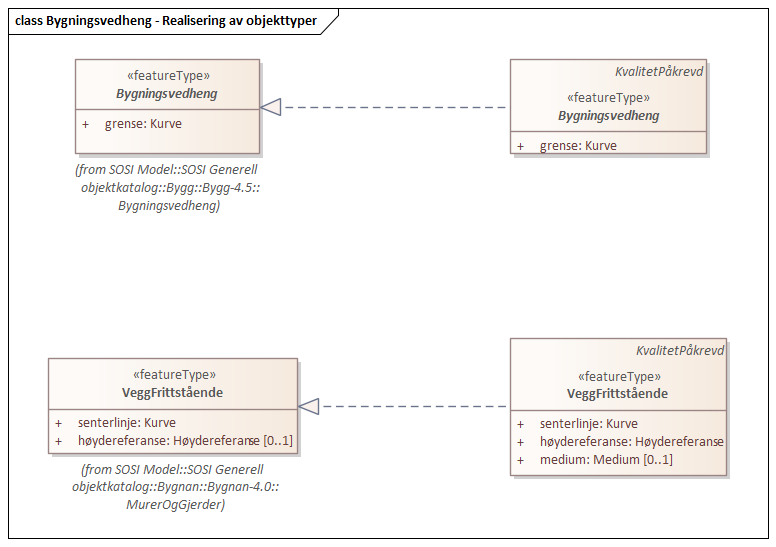 class Bygningsvedheng - Realisering av objekttyper
«featureType»
Bygningsvedheng
+ grense: Kurve
(from SOSI Model::SOSI Generell
objektkatalog::Bygg::Bygg-4.5::
Bygningsvedheng)
KvalitetPåkrevd
«featureType»
Bygningsvedheng
+ grense: Kurve
«featureType»
VeggFrittstående
+ senterlinje: Kurve
+ høydereferanse: Høydereferanse [0..1]
(from SOSI Model::SOSI Generell
objektkatalog::Bygnan::Bygnan-4.0::
MurerOgGjerder)
KvalitetPåkrevd
«featureType»
VeggFrittstående
+ senterlinje: Kurve
+ høydereferanse: Høydereferanse
+ medium: Medium [0..1]